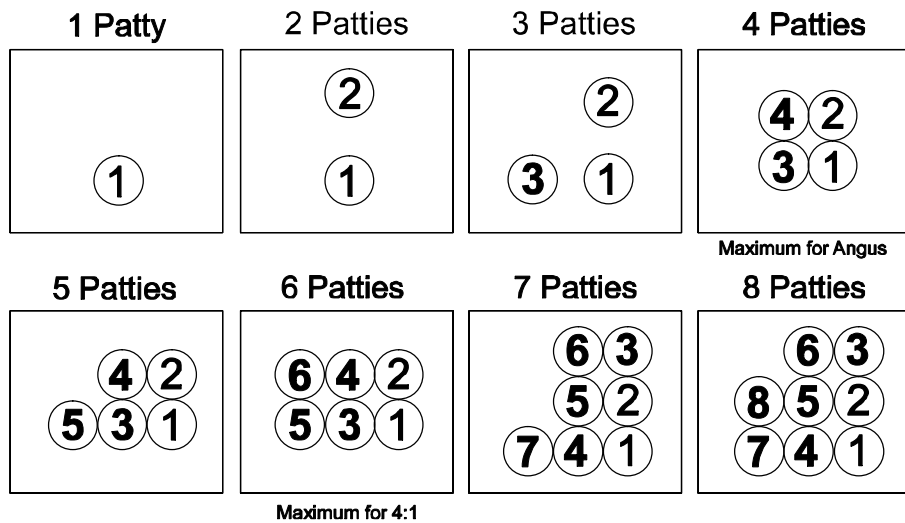 1 Patty
2 Patties
3 Patties
4 Patties
1
2
1
2
3 1
4 2
3 1
Maximum for Angus
5 Patties
6 Patties
7 Patties
8 Patties
4 2
5 3 1
6 4 2
5 3 1
6 3
5 2
7 4 1
6 3
8 5 2
7 4 1
Maximum for 4:1